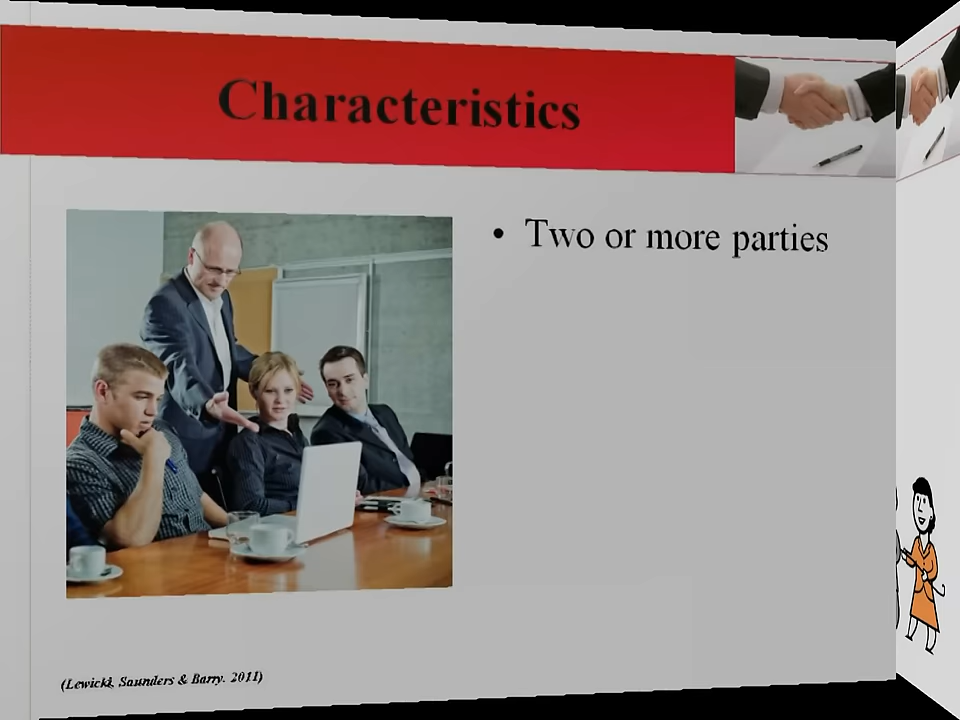 Characteristics
• Two or more parties
(Lewicki, Saunders & Barry. 2011)